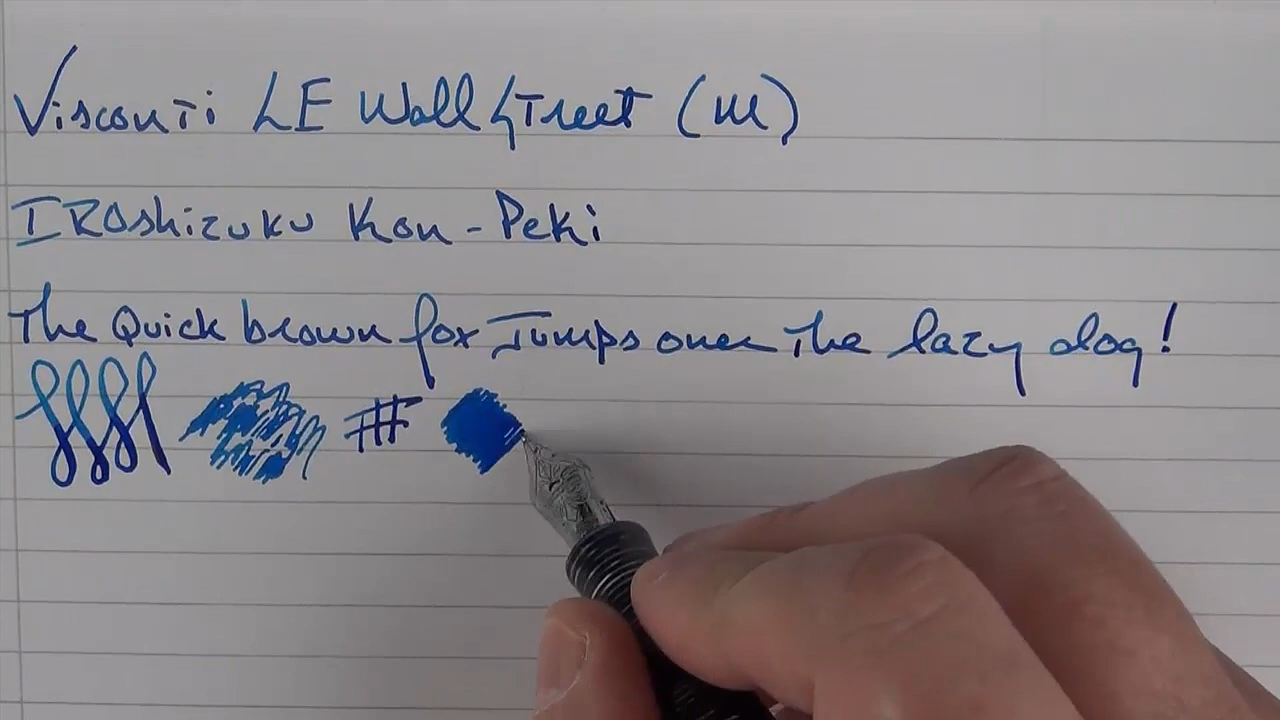 Visconti LE Wall Street (M)
IROshizuku Kon-Peki
The Quick brown fox Jumps over The lazy dog!
#